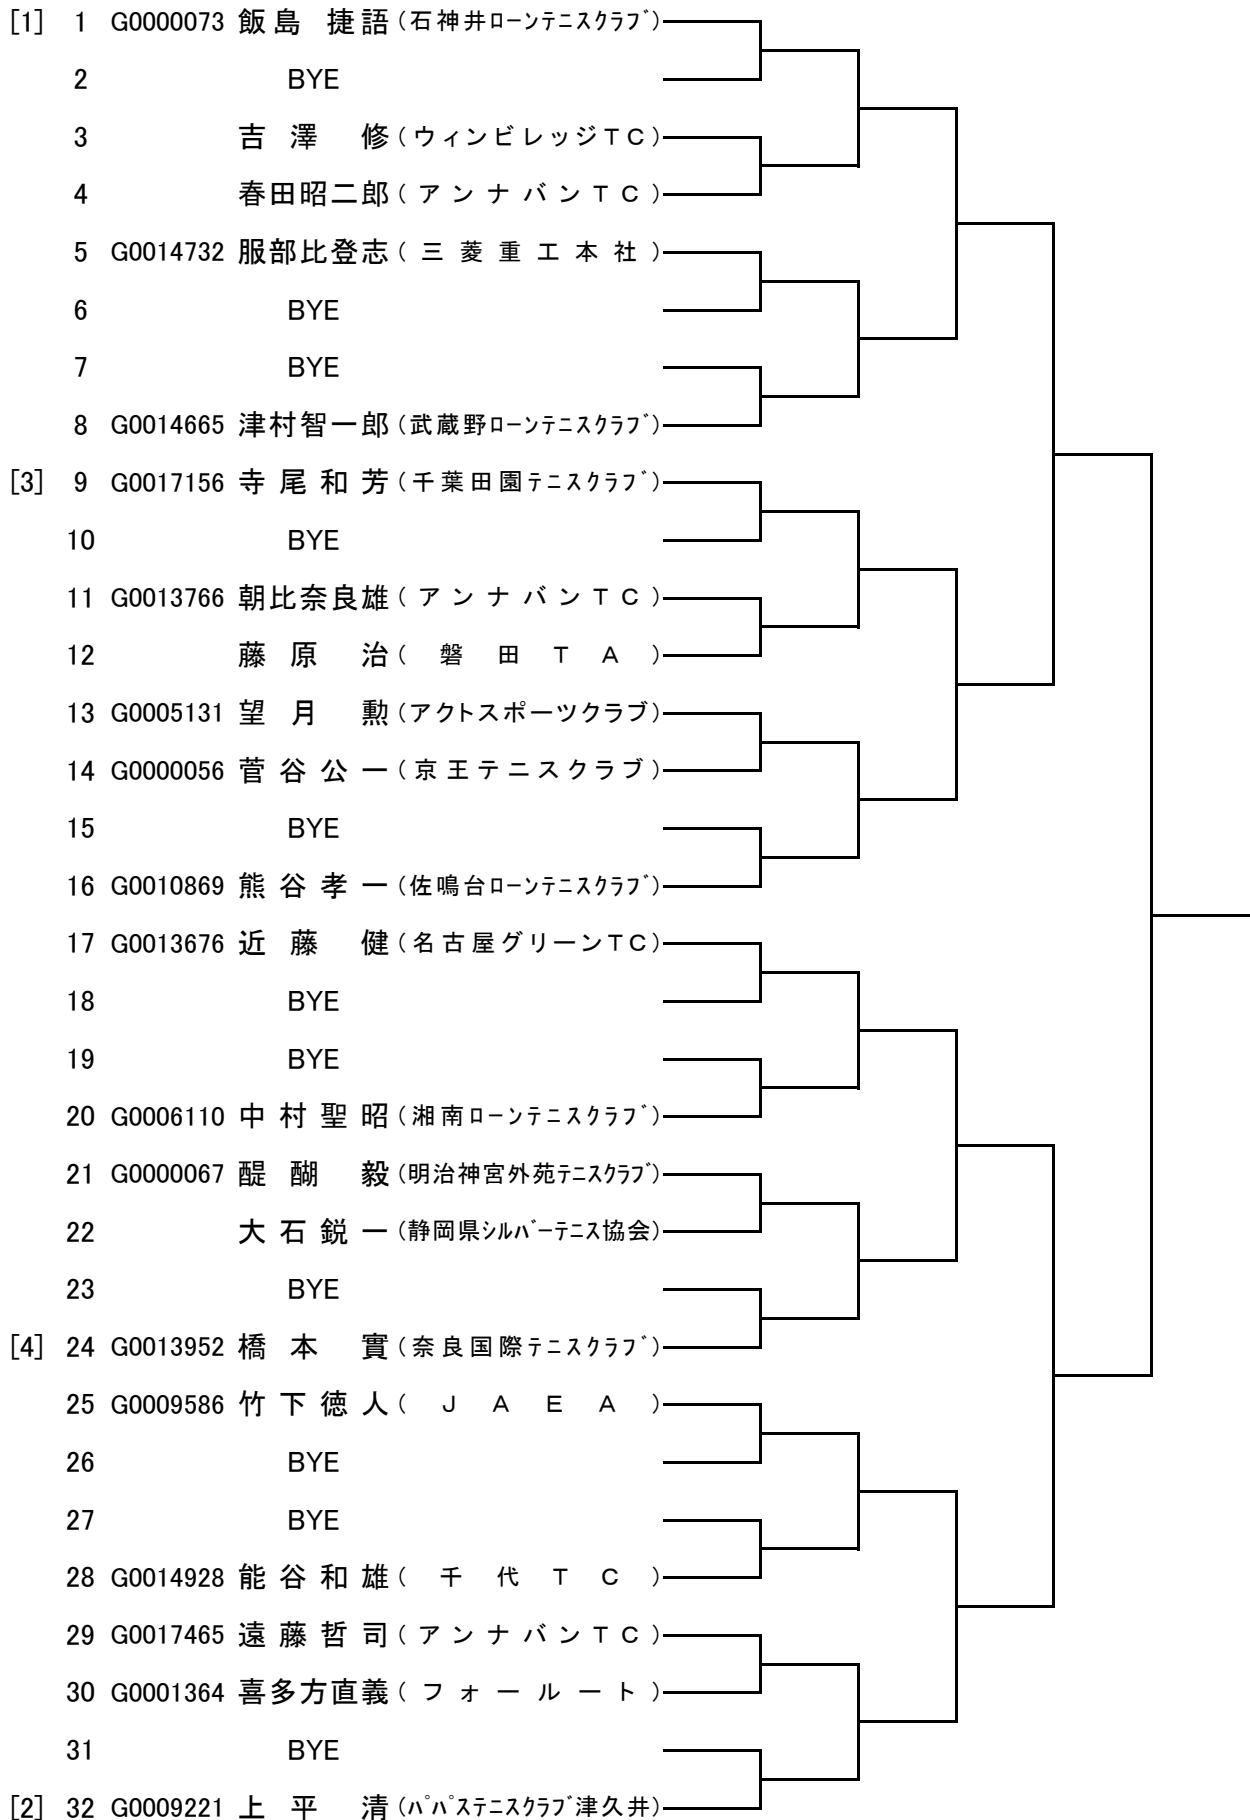 [1] 1 G0000073 飯島 捷語 (石神井ローンテニスクラブ)
2 BYE
3 吉澤 修 (ウィンビレッジTC)
4 春田昭二郎 (アンナバンTC)
5 G0014732 服部比登志 (三菱重工本社)
6 BYE
7 BYE
8 G0014665 津村智一郎 (武蔵野ローンテニスクラブ)
[3] 9 G0017156 寺尾和芳 (千葉田園テニスクラブ)
10 BYE
11 G0013766 朝比奈良雄 (アンナバンTC)
12 藤原 治 (磐田TA)
13 G0005131 望月 勲 (アクトスポーツクラブ)
14 G0000056 菅谷公一 (京王テニスクラブ)
15 BYE
16 G0010869 熊谷孝一 (佐鳴台ローンテニスクラブ)
17 G0013676 近藤 健 (名古屋グリーンTC)
18 BYE
19 BYE
20 G0006110 中村聖昭 (湘南ローンテニスクラブ)
21 G0000067 醍醐 毅 (明治神宮外苑テニスクラブ)
22 大石鋭一 (静岡県シルバーテニス協会)
23 BYE
[4] 24 G0013952 橋本 實 (奈良国際テニスクラブ)
25 G0009586 竹下徳人 (JAEA)
26 BYE
27 BYE
28 G0014928 能谷和雄 (千代TC)
29 G0017465 遠藤哲司 (アンナバンTC)
30 G0001364 喜多方直義 (フォールート)
31 BYE
[2] 32 G0009221 上平 清 (パパステニスクラブ津久井)